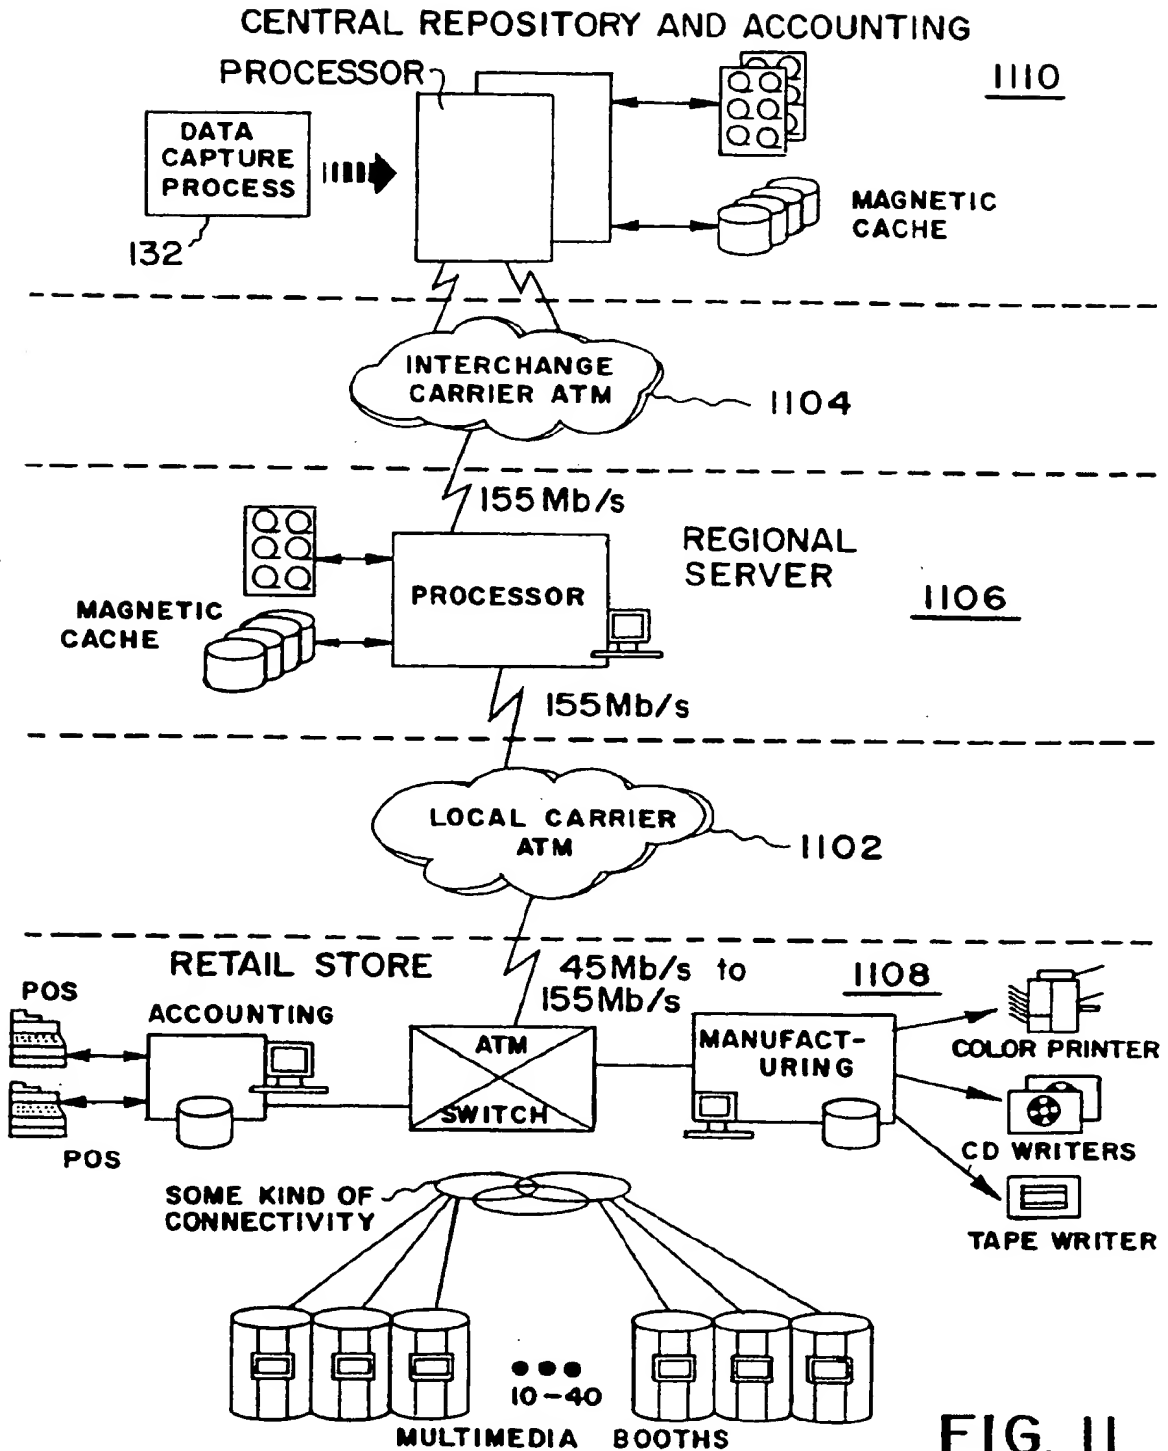 CENTRAL REPOSITORY AND ACCOUNTING
PROCESSOR
1110
DATA
CAPTURE
PROCESS
132
MAGNETIC
CACHE
INTERCHANGE
CARRIER ATM
1104
155Mb/s
REGIONAL
SERVER
1106
PROCESSOR
MAGNETIC
CACHE
155Mb/s
LOCAL CARRIER
ATM
1102
RETAIL STORE
45Mb/s to
155Mb/s
1108
POS
ACCOUNTING
ATM
SWITCH
MANUFACT-
URING
COLOR PRINTER
POS
CD WRITERS
SOME KIND OF
CONNECTIVITY
TAPE WRITER
10-40
MULTIMEDIA BOOTHS
FIG. 11